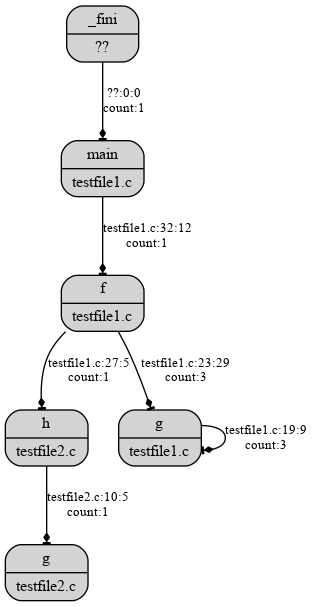 _fini
??
??:0:0
count:1
main
testfile1.c
testfile1.c:32:12
count:1
f
testfile1.c
testfile1.c:27:5
count:1
testfile1.c:23:29
count:3
h
testfile2.c
g
testfile1.c
testfile1.c:19:9
count:3
testfile2.c:10:5
count:1
g
testfile2.c